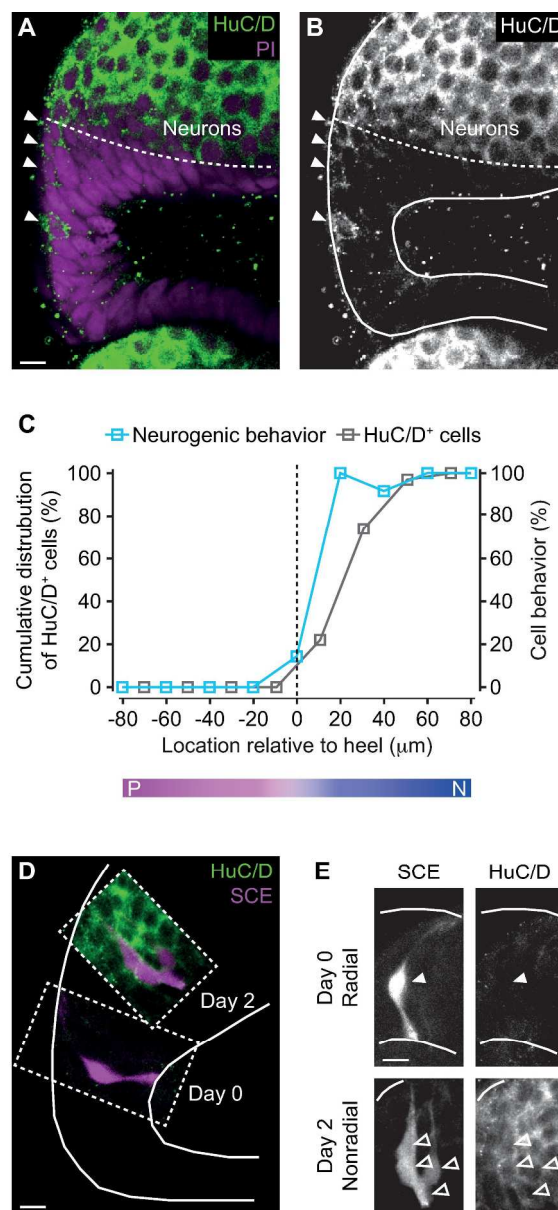 A
HuC/D
PI
Neurons
B
HuC/D
Neurons
C
Neurogenic behavior
HuC/D+ cells
Cumulative distrubution
of HuC/D+ cells (%)
100
80
60
40
20
0
100
80
60
40
20
0
Cell behavior (%)
-80 -60 -40 -20 0 20 40 60 80
Location relative to heel (µm)
P N
D
HuC/D
SCE
Day 2
Day 0
E
SCE HuC/D
Day 0
Radial
Day 2
Nonradial